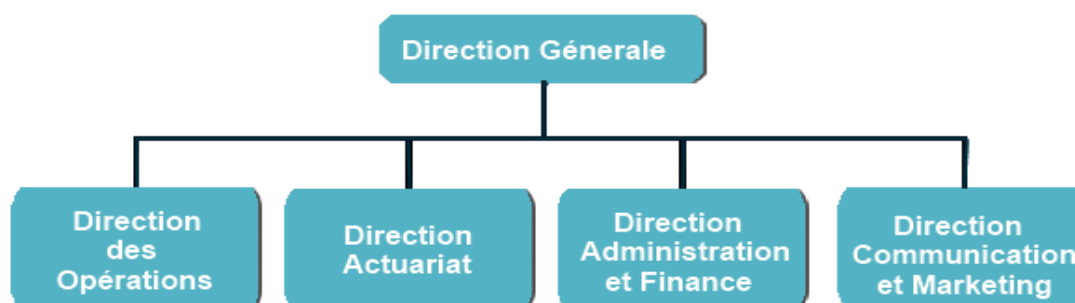 Direction Génerale
Direction
des
Opérations
Direction
Actuariat
Direction
Administration
et Finance
Direction
Communication
et Marketing